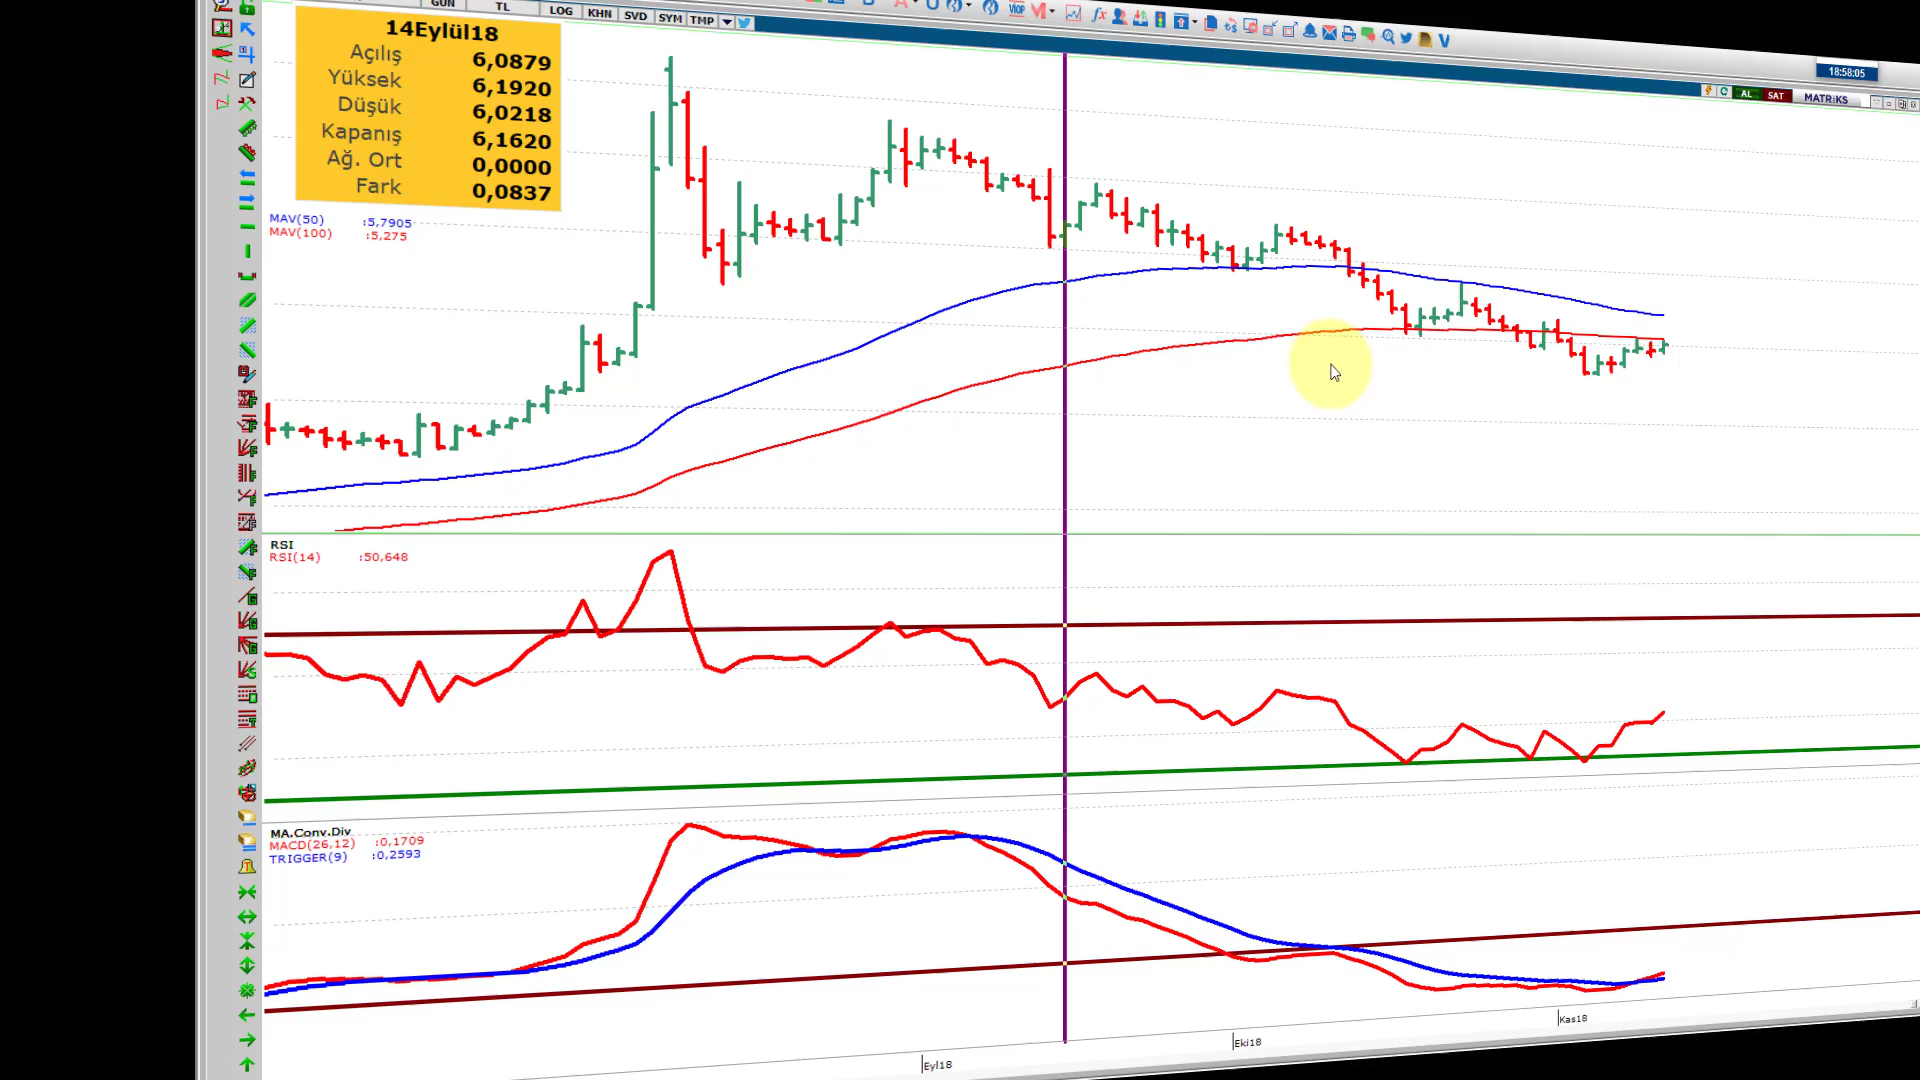 GÜN TL LOG KHN SVD SYM TMP
VIOP
18:58:05
AL SAT MATRiKS
14Eylül18
Açılış 6,0879
Yüksek 6,1920
Düşük 6,0218
Kapanış 6,1620
Ağ. Ort 0,0000
Fark 0,0837
MAV(50) :5,7905
MAV(100) :5,275
RSI
RSI(14) :50,648
MA.Conv.Div
MACD(26,12) :0,1709
TRIGGER(9) :0,2593
Eyl18 Eki18 Kas18